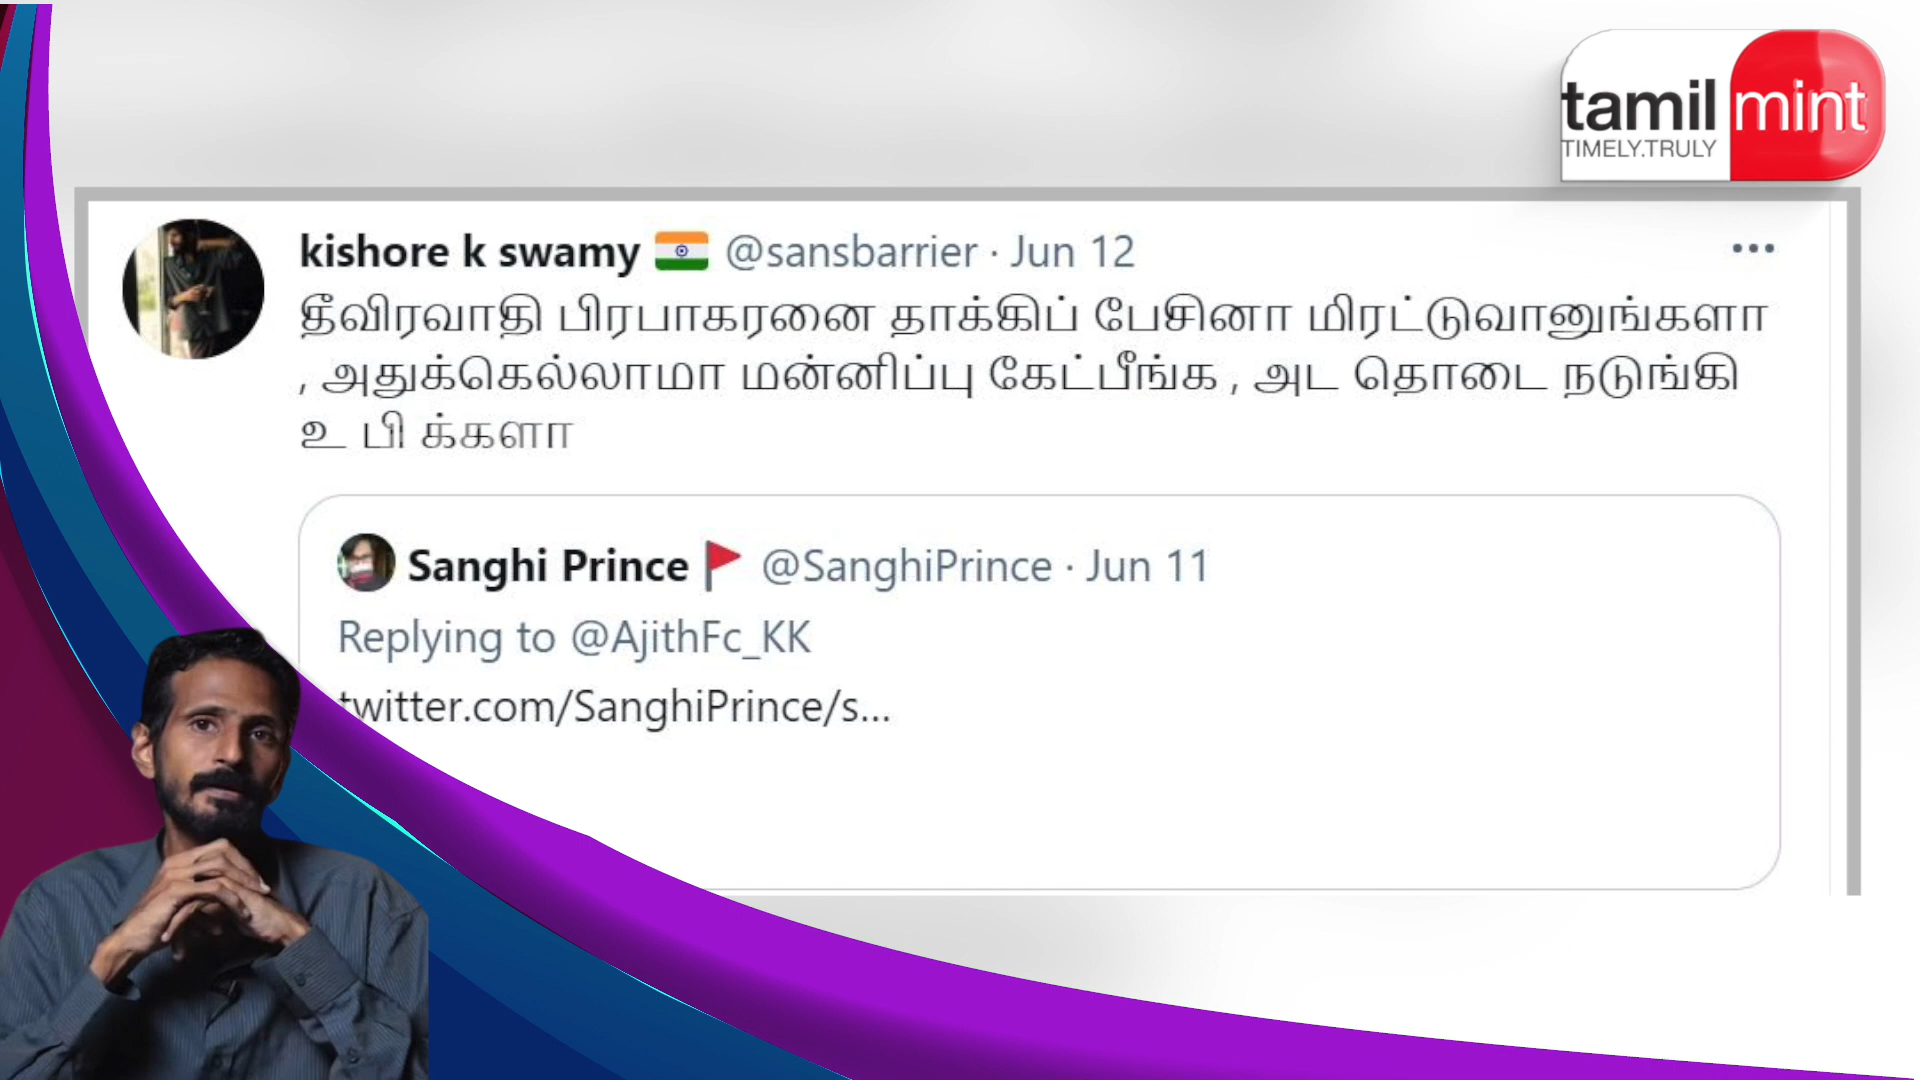 tamil mint
TIMELY.TRULY
kishore k swamy @sansbarrier · Jun 12
தீவிரவாதி பிரபாகரனை தாக்கிப் பேசினா மிரட்டுவானுங்களா
, அதுக்கெல்லாமா மன்னிப்பு கேட்பீங்க , அட தொடை நடுங்கி
உ பி க்களா
Sanghi Prince @SanghiPrince · Jun 11
Replying to @AjithFc_KK
twitter.com/SanghiPrince/s...